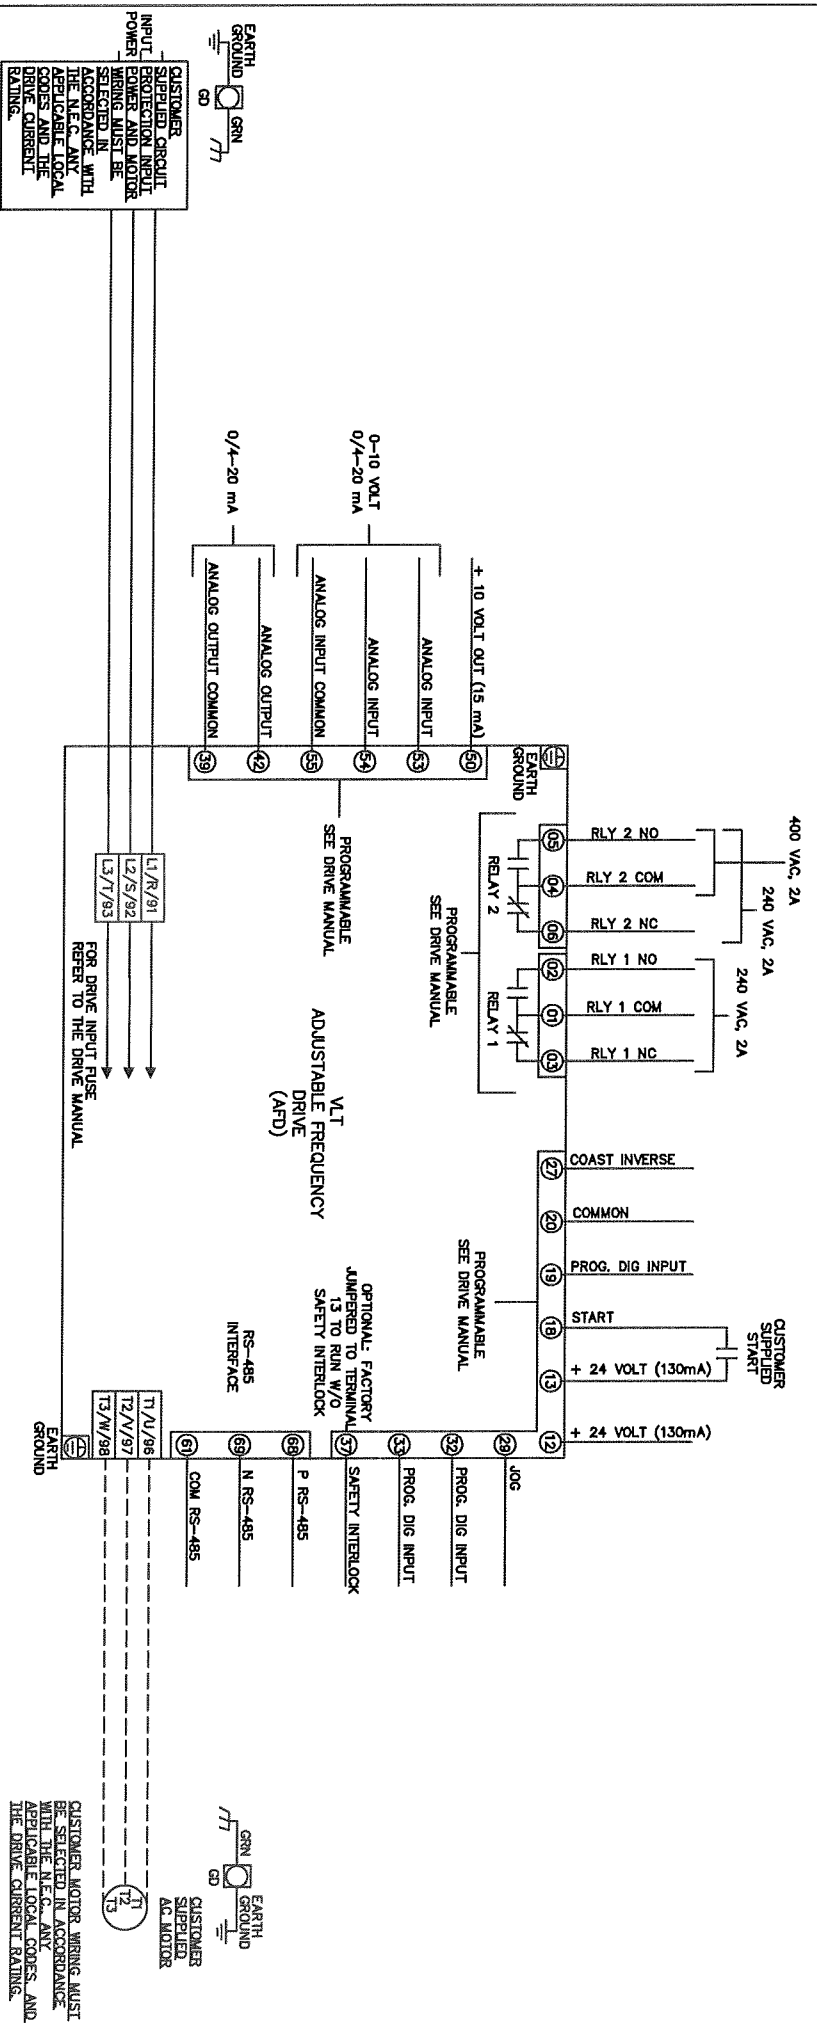 EARTH
GROUND
GRN
GD
INPUT
POWER
CUSTOMER
SUPPLIED CIRCUIT
PROTECTION INPUT
POWER AND MOTOR
WIRING MUST BE
SELECTED IN
ACCORDANCE WITH
THE N.E.C. ANY
APPLICABLE LOCAL
CODES AND THE
DRIVE CURRENT
RATING.
0-10 VOLT
0/4-20 mA
0/4-20 mA
+ 10 VOLT OUT (15 mA)
ANALOG INPUT
ANALOG INPUT
ANALOG INPUT COMMON
ANALOG OUTPUT
ANALOG OUTPUT COMMON
50
53
54
55
42
39
PROGRAMMABLE
SEE DRIVE MANUAL
EARTH
GROUND
400 VAC, 2A
240 VAC, 2A
240 VAC, 2A
RLY 2 NO
RLY 2 COM
RLY 2 NC
RLY 1 NO
RLY 1 COM
RLY 1 NC
05
04
06
02
01
03
RELAY 2
RELAY 1
PROGRAMMABLE
SEE DRIVE MANUAL
L1/R/91
L2/S/92
L3/T/93
FOR DRIVE INPUT FUSE
REFER TO THE DRIVE MANUAL
VLT
ADJUSTABLE FREQUENCY
DRIVE
(AFD)
COAST INVERSE
COMMON
PROG. DIG INPUT
START
+ 24 VOLT (130mA)
+ 24 VOLT (130mA)
CUSTOMER
SUPPLIED
START
27
20
19
18
13
12
PROGRAMMABLE
SEE DRIVE MANUAL
OPTIONAL: FACTORY
JUMPERED TO TERMINAL
13 TO RUN W/O
SAFETY INTERLOCK
RS-485
INTERFACE
29
32
33
37
68
69
61
JOG
PROG. DIG INPUT
PROG. DIG INPUT
SAFETY INTERLOCK
P RS-485
N RS-485
COM RS-485
T1/U/96
T2/V/97
T3/W/98
EARTH
GROUND
GRN
GD
EARTH
GROUND
T1
T2
T3
CUSTOMER
SUPPLIED
AC MOTOR
CUSTOMER MOTOR WIRING MUST
BE SELECTED IN ACCORDANCE
WITH THE N.E.C. ANY
APPLICABLE LOCAL CODES, AND
THE DRIVE CURRENT RATING.